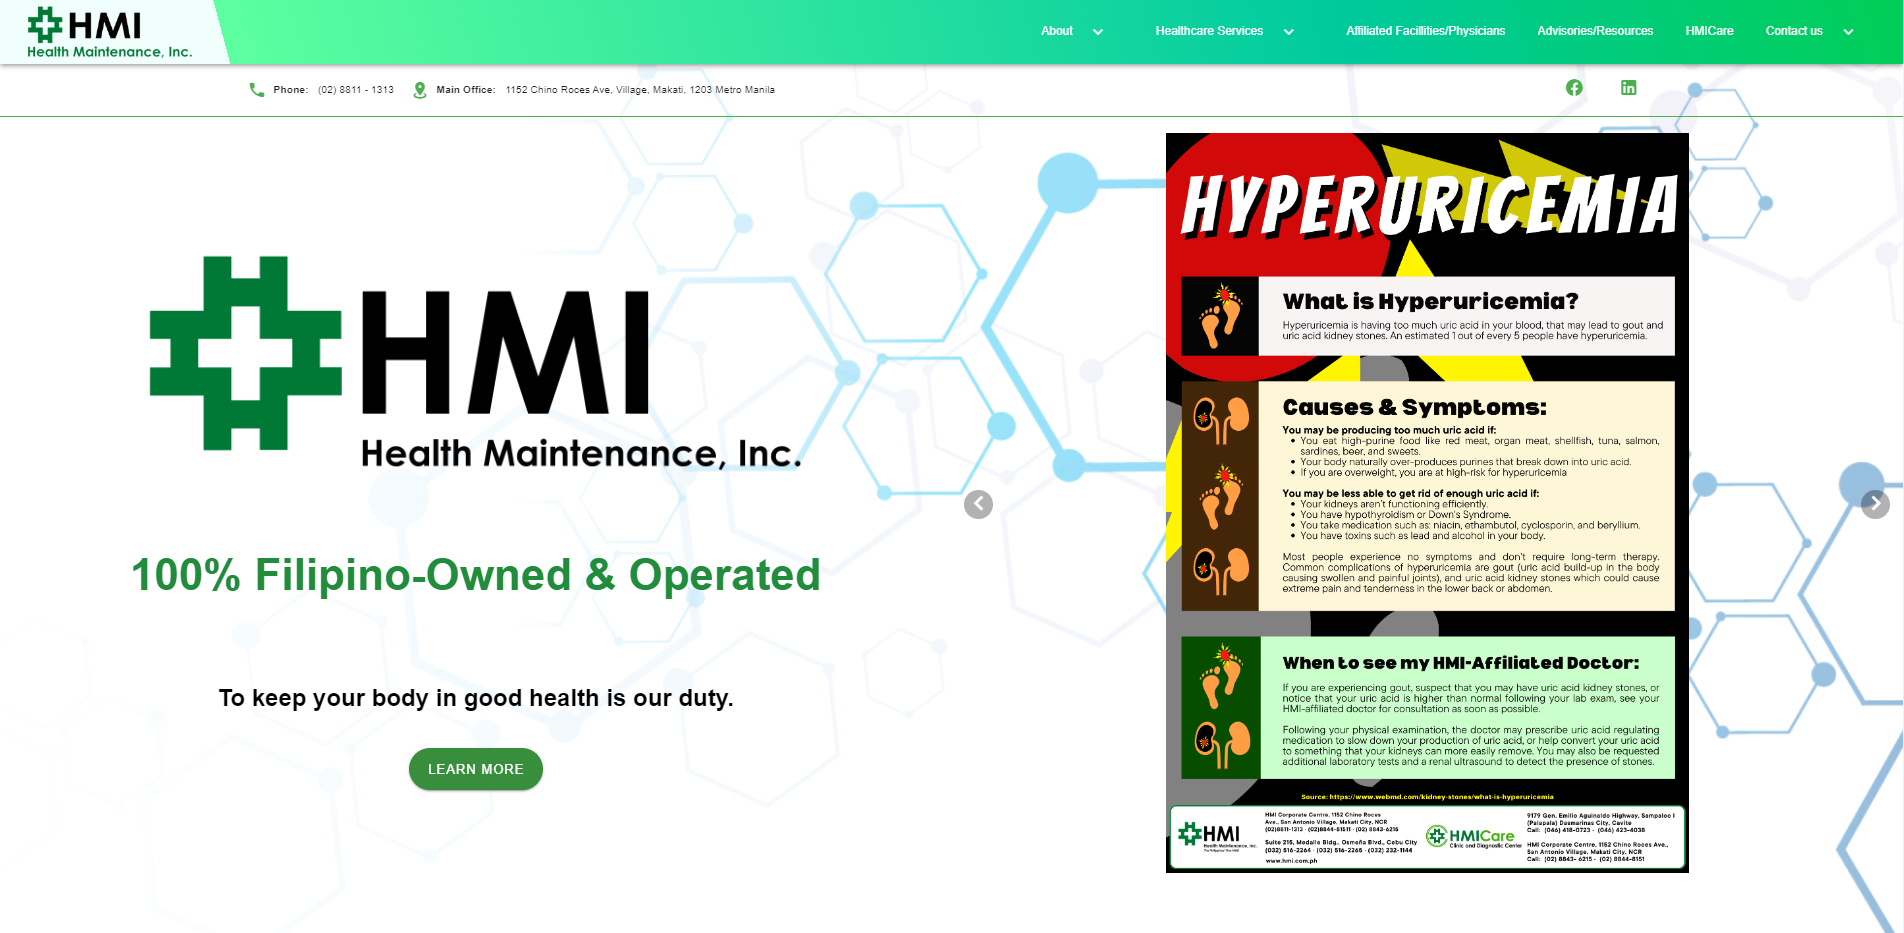 HMI
Health Maintenance, Inc.
About
Healthcare Services
Affiliated Facillities/Physicians
Advisories/Resources
HMICare
Contact us
Phone: (02) 8811 - 1313
Main Office: 1152 Chino Roces Ave, Village, Makati, 1203 Metro Manila
HMI
Health Maintenance, Inc.
100% Filipino-Owned & Operated
To keep your body in good health is our duty.
LEARN MORE
HYPERURICEMIA
What is Hyperuricemia?
Hyperuricemia is having too much uric acid in your blood, that may lead to gout and
uric acid kidney stones. An estimated 1 out of every 5 people have hyperuricemia.
Causes & Symptoms:
You may be producing too much uric acid if:
• You eat high-purine food like red meat, organ meat, shellfish, tuna, salmon,
sardines, beer, and sweets.
• Your body naturally over-produces purines that break down into uric acid.
• If you are overweight, you are at high-risk for hyperuricemia
You may be less able to get rid of enough uric acid if:
• Your kidneys aren't functioning efficiently.
• You have hypothyroidism or Down's Syndrome.
• You take medication such as: niacin, ethambutol, cyclosporin, and beryllium.
• You have toxins such as lead and alcohol in your body.
Most people experience no symptoms and don't require long-term therapy.
Common complications of hyperuricemia are gout (uric acid build-up in the body
causing swollen and painful joints), and uric acid kidney stones which could cause
extreme pain and tenderness in the lower back or abdomen.
When to see my HMI-Affiliated Doctor:
If you are experiencing gout, suspect that you may have uric acid kidney stones, or
notice that your uric acid is higher than normal following your lab exam, see your
HMI-affiliated doctor for consultation as soon as possible.
Following your physical examination, the doctor may prescribe uric acid regulating
medication to slow down your production of uric acid, or help convert your uric acid
to something that your kidneys can more easily remove. You may also be requested
additional laboratory tests and a renal ultrasound to detect the presence of stones.
Source: https://www.webmd.com/kidney-stones/what-is-hyperuricemia
HMI
Health Maintenance, Inc.
HMI Corporate Centre, 1152 Chino Roces
Ave., San Antonio Village, Makati City, NCR
(02)8811-1313 · (02)8844-81511 · (02) 8843-6215
Suite 215, Medalle Bldg., Osmeña Blvd., Cebu City
(032) 516-2264 · (032) 516-2265 · (032) 232-1144
www.hmi.com.ph
HMICare
Clinic and Diagnostic Center
9179 Gen. Emilio Aguinaldo Highway, Sampaloc I
(Palapala) Dasmarinas City, Cavite
Call: (046) 418-0723 - (046) 423-4038
HMI Corporate Centre, 1152 Chino Roces Ave.,
San Antonio Village, Makati City, NCR
Call: (02) 8843- 6215 - (02) 8844-8151